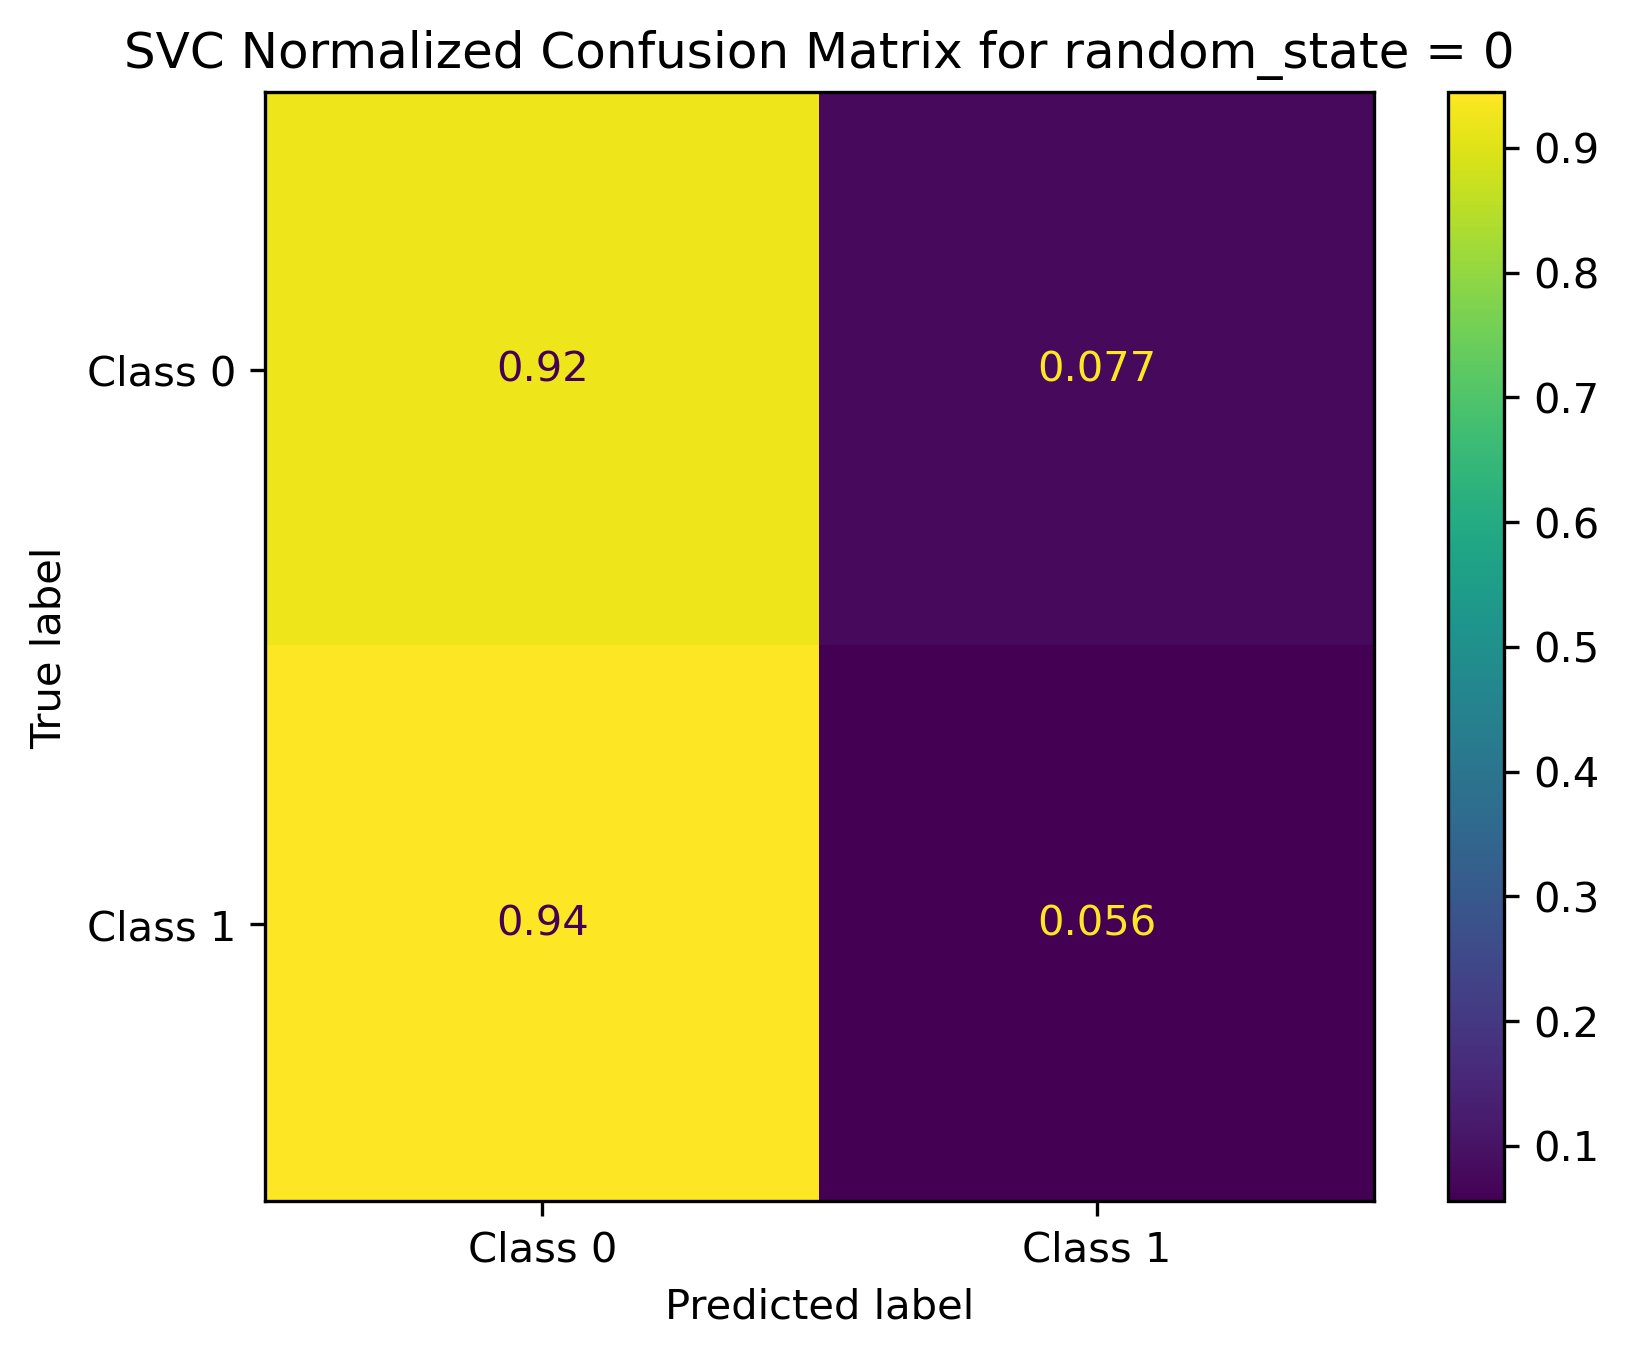 SVC Normalized Confusion Matrix for random_state = 0
True label
Class 0
0.92
0.077
Class 1
0.94
0.056
Class 0
Class 1
Predicted label
0.9
0.8
0.7
0.6
0.5
0.4
0.3
0.2
0.1